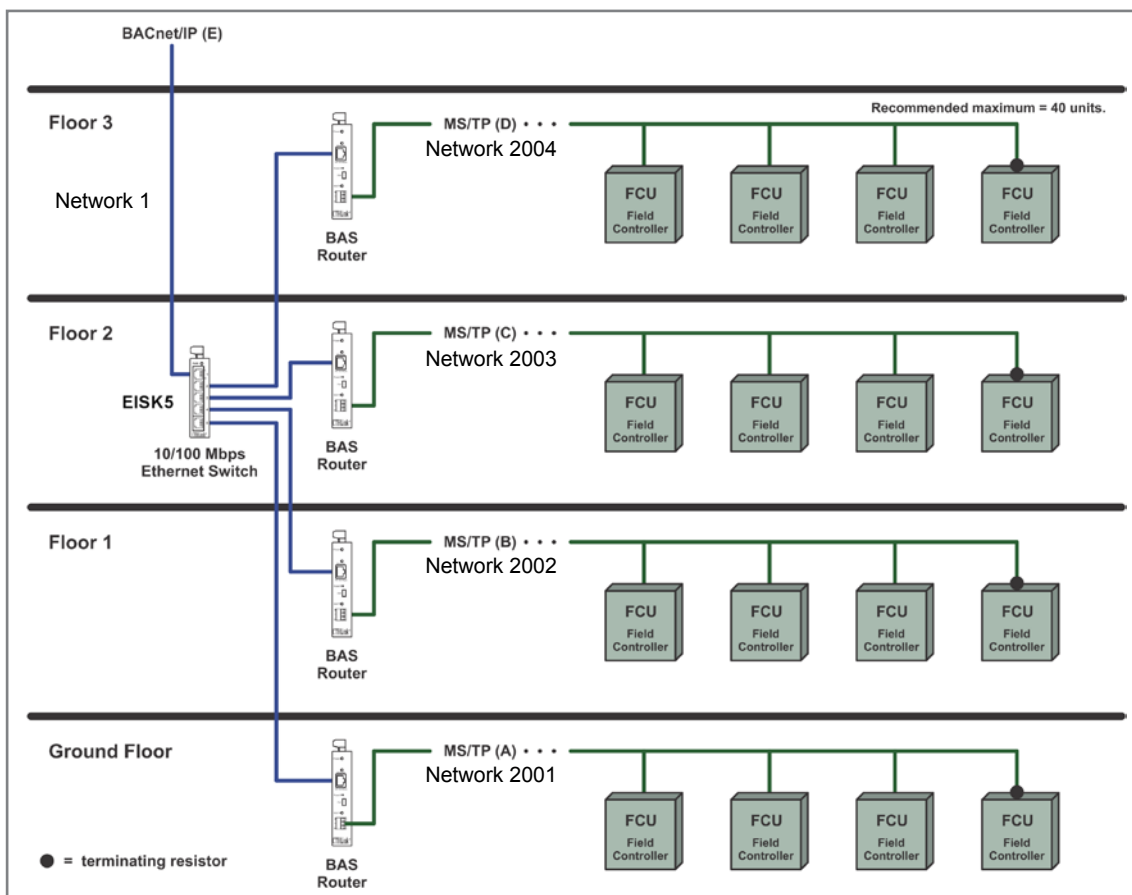 BACnet/IP (E)
Floor 3
MS/TP (D) • • •
Recommended maximum = 40 units.
Network 2004
Network 1
FCU
Field
Controller
FCU
Field
Controller
FCU
Field
Controller
FCU
Field
Controller
BAS
Router
Floor 2
MS/TP (C) • • •
Network 2003
EISK5
10/100 Mbps
Ethernet Switch
FCU
Field
Controller
FCU
Field
Controller
FCU
Field
Controller
FCU
Field
Controller
BAS
Router
Floor 1
MS/TP (B) • • •
Network 2002
FCU
Field
Controller
FCU
Field
Controller
FCU
Field
Controller
FCU
Field
Controller
BAS
Router
Ground Floor
MS/TP (A) • • •
Network 2001
FCU
Field
Controller
FCU
Field
Controller
FCU
Field
Controller
FCU
Field
Controller
BAS
Router
● = terminating resistor